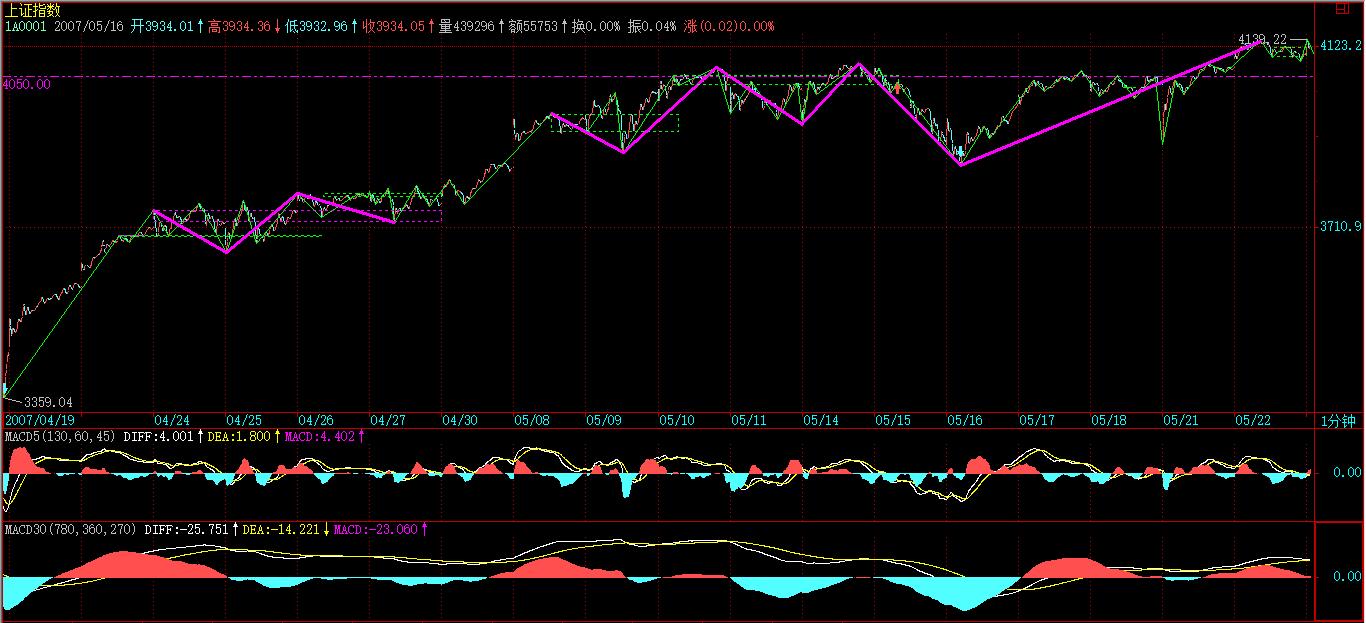 上证指数
1A0001 2007/05/16 开3934.01↑高3934.36↓低3932.96↑收3934.05↑量439296↑额55753↑换0.00% 振0.04% 涨(0.02)0.00%
4139.22
4123.2
4050.00
3710.9
3359.04
2007/04/19 04/24 04/25 04/26 04/27 04/30 05/08 05/09 05/10 05/11 05/14 05/15 05/16 05/17 05/18 05/21 05/22 1分钟
MACD5(130,60,45) DIFF:4.001↑DEA:1.800↑MACD:4.402↑
0.00
MACD30(780,360,270) DIFF:-25.751↑DEA:-14.221↓MACD:-23.060↑
0.00